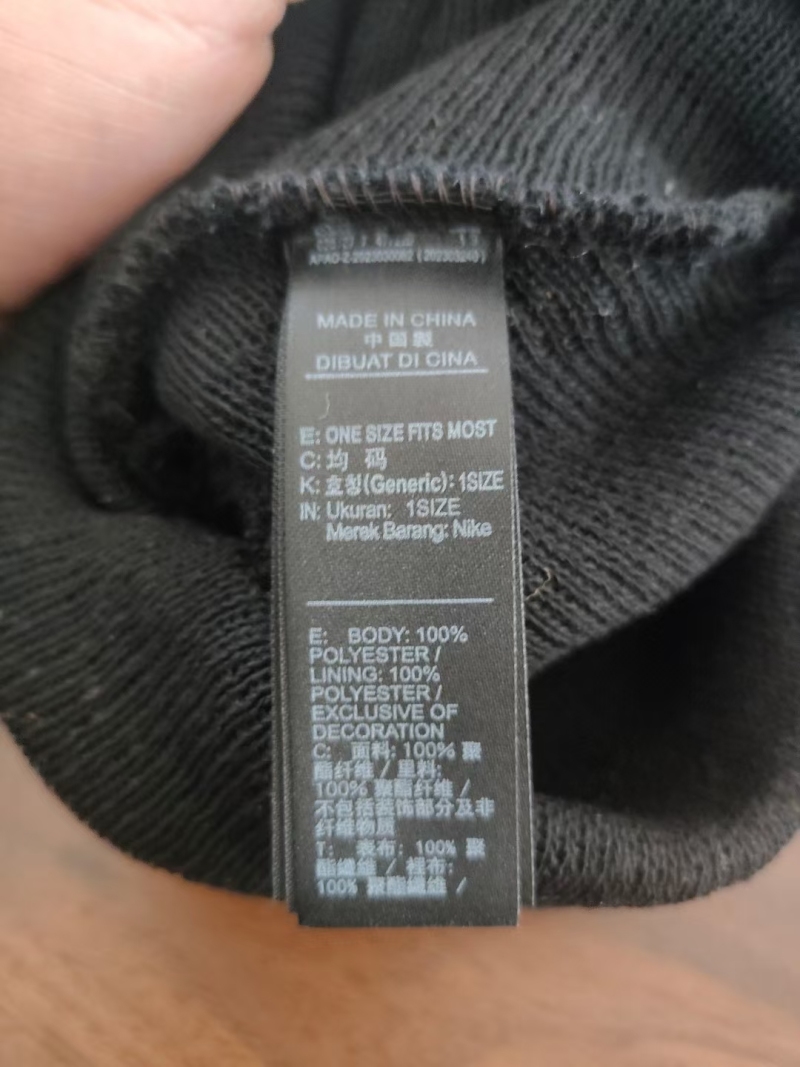 MADE IN CHINA
中国製
DIBUAT DI CINA
E: ONE SIZE FITS MOST
C: 均 码
K: 호칭(Generic): 1SIZE
IN: Ukuran: 1SIZE
Merek Barang: Nike
E: BODY: 100%
POLYESTER /
LINING: 100%
POLYESTER /
EXCLUSIVE OF
DECORATION
C: 面料: 100% 聚
酯纤维 / 里料:
100% 聚酯纤维 /
不包括装饰部分及非
纤维物质
T: 表布: 100% 聚
酯纖維 / 裡布:
100% 聚酯纖維 /